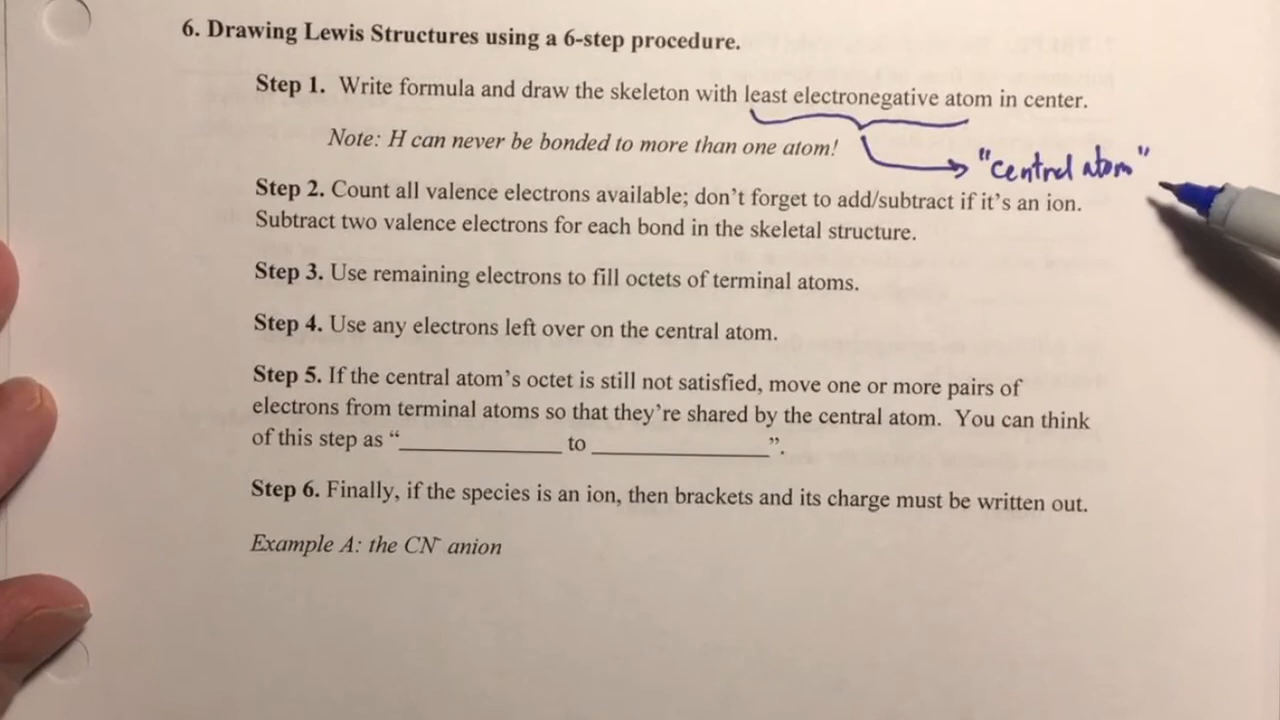 6. Drawing Lewis Structures using a 6-step procedure.
Step 1. Write formula and draw the skeleton with least electronegative atom in center.
Note: H can never be bonded to more than one atom!
"central atom"
Step 2. Count all valence electrons available; don't forget to add/subtract if it's an ion.
Subtract two valence electrons for each bond in the skeletal structure.
Step 3. Use remaining electrons to fill octets of terminal atoms.
Step 4. Use any electrons left over on the central atom.
Step 5. If the central atom's octet is still not satisfied, move one or more pairs of
electrons from terminal atoms so that they're shared by the central atom. You can think
of this step as "______________ to ________________".
Step 6. Finally, if the species is an ion, then brackets and its charge must be written out.
Example A: the CN⁻ anion